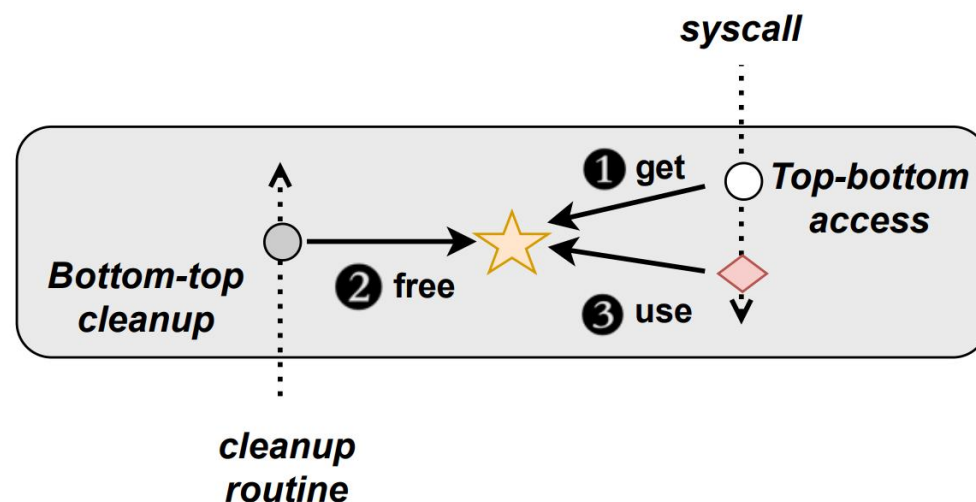 syscall
❶ get
Top-bottom
access
Bottom-top
cleanup
❷ free
❸ use
cleanup
routine